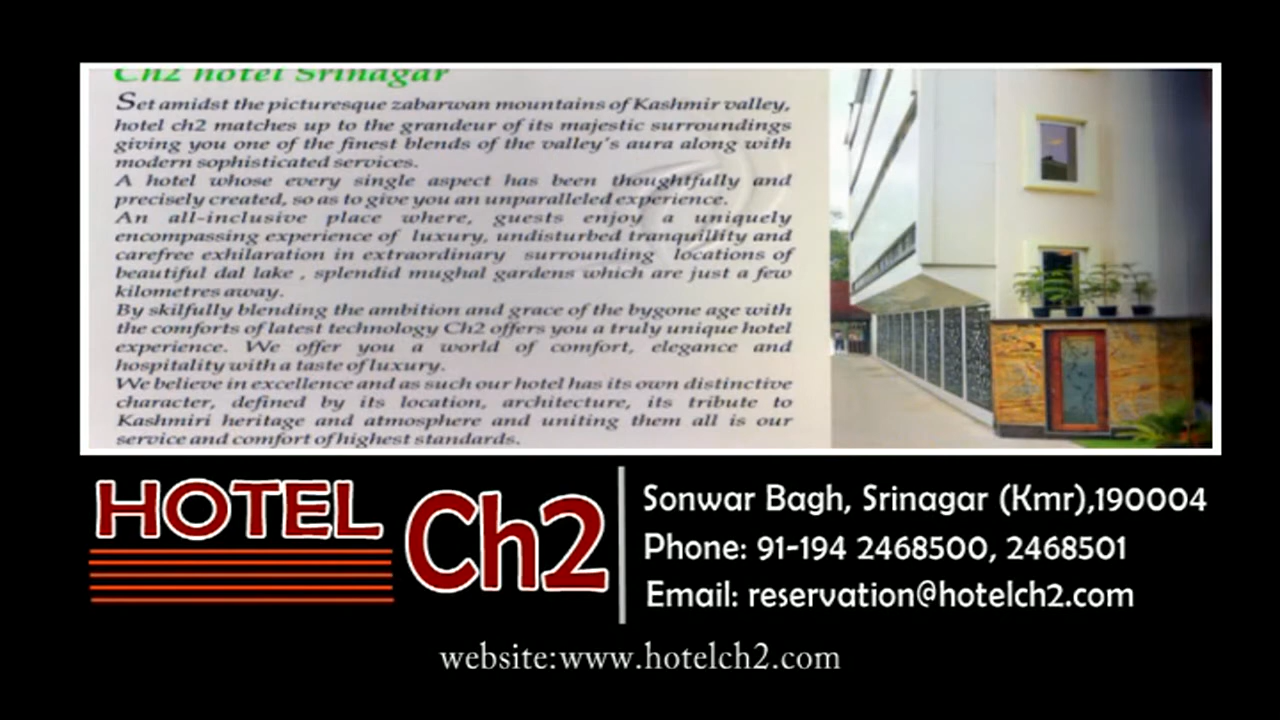 Ch2 hotel Srinagar
Set amidst the picturesque zabarwan mountains of Kashmir valley,
hotel ch2 matches up to the grandeur of its majestic surroundings
giving you one of the finest blends of the valley's aura along with
modern sophisticated services.
A hotel whose every single aspect has been thoughtfully and
precisely created, so as to give you an unparalleled experience.
An all-inclusive place where, guests enjoy a uniquely
encompassing experience of luxury, undisturbed tranquillity and
carefree exhilaration in extraordinary surrounding locations of
beautiful dal lake , splendid mughal gardens which are just a few
kilometres away.
By skilfully blending the ambition and grace of the bygone age with
the comforts of latest technology Ch2 offers you a truly unique hotel
experience. We offer you a world of comfort, elegance and
hospitality with a taste of luxury.
We believe in excellence and as such our hotel has its own distinctive
character, defined by its location, architecture, its tribute to
Kashmiri heritage and atmosphere and uniting them all is our
service and comfort of highest standards.
HOTEL Ch2
Sonwar Bagh, Srinagar (Kmr),190004
Phone: 91-194 2468500, 2468501
Email: reservation@hotelch2.com
website:www.hotelch2.com